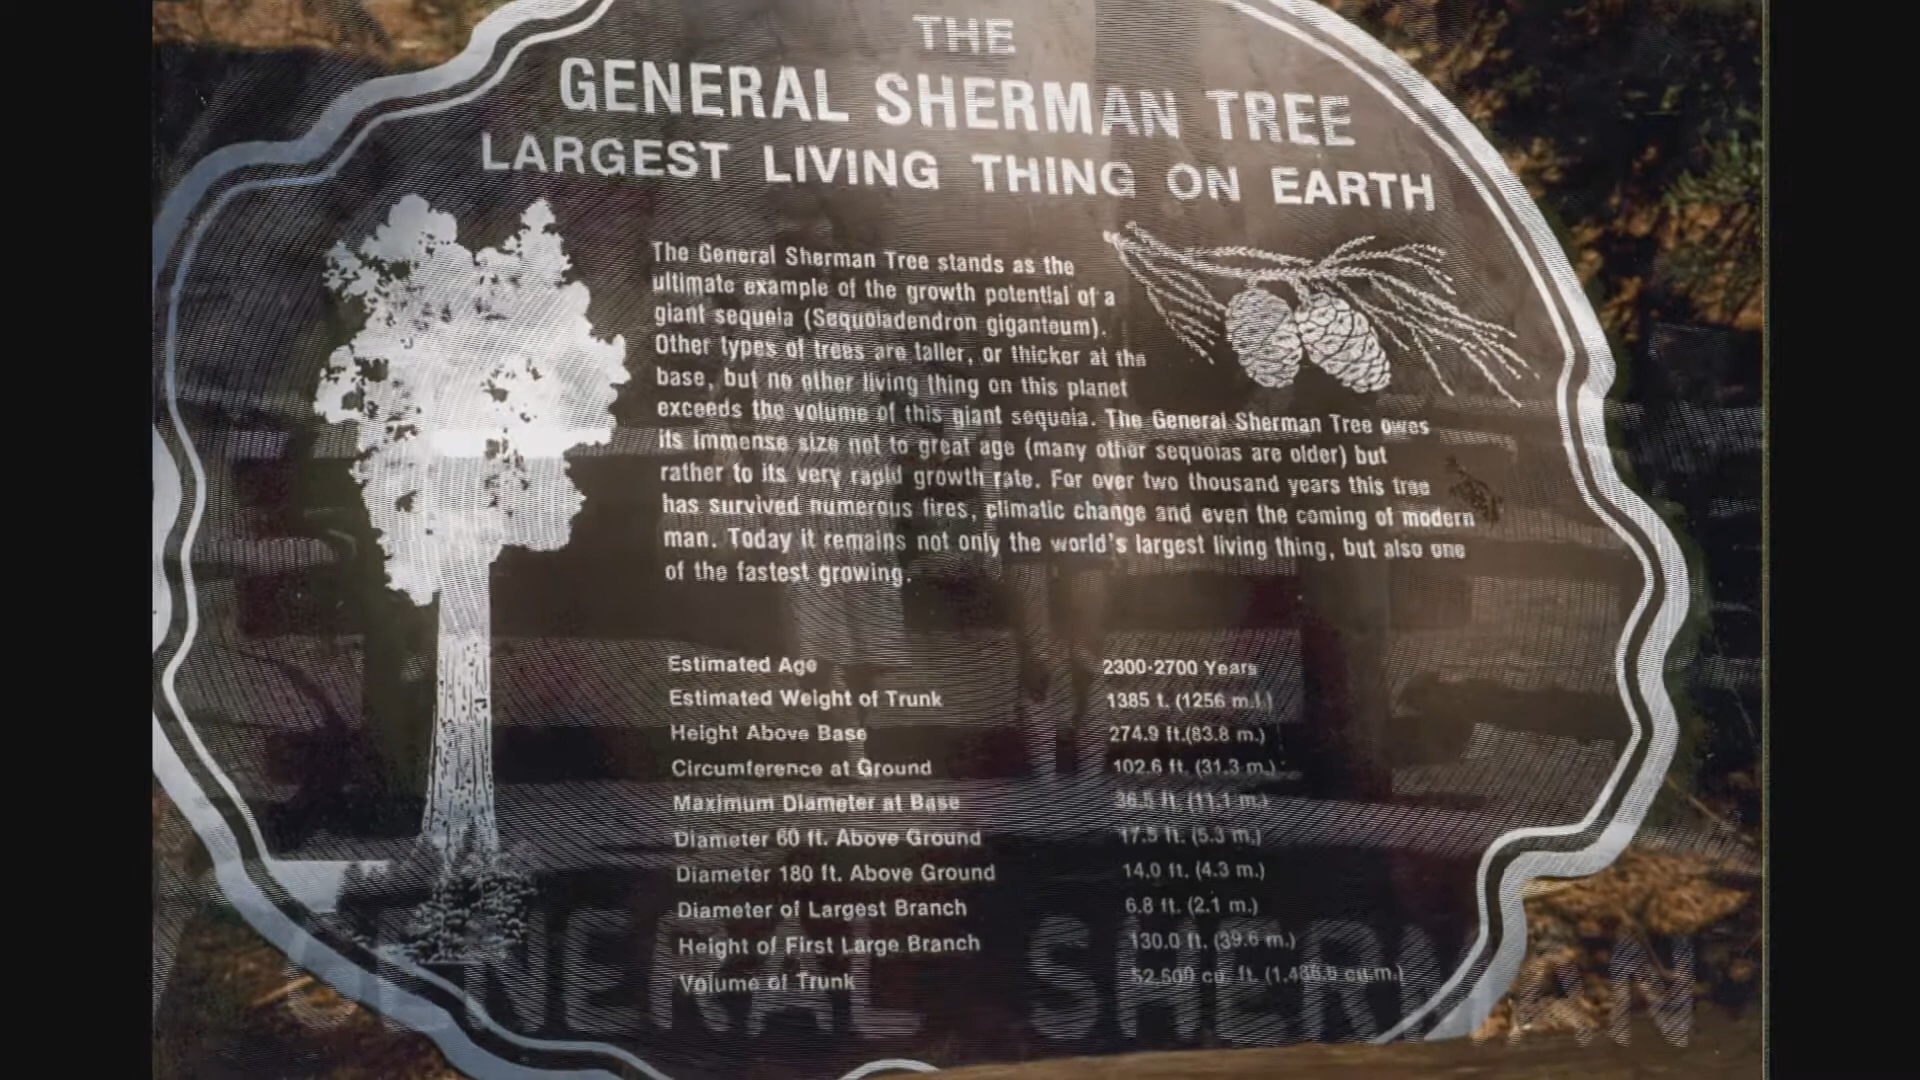 THE
GENERAL SHERMAN TREE
LARGEST LIVING THING ON EARTH
The General Sherman Tree stands as the
ultimate example of the growth potential of a
giant sequoia (Sequoiadendron giganteum).
Other types of trees are taller, or thicker at the
base, but no other living thing on this planet
exceeds the volume of this giant sequoia. The General Sherman Tree owes
its immense size not to great age (many other sequoias are older) but
rather to its very rapid growth rate. For over two thousand years this tree
has survived numerous fires, climatic change and even the coming of modern
man. Today it remains not only the world's largest living thing, but also one
of the fastest growing.
Estimated Age 2300-2700 Years
Estimated Weight of Trunk 1385 t. (1256 m.t.)
Height Above Base 274.9 ft.(83.8 m.)
Circumference at Ground 102.6 ft. (31.3 m.)
Maximum Diameter at Base 36.5 ft. (11.1 m.)
Diameter 60 ft. Above Ground 17.5 ft. (5.3 m.)
Diameter 180 ft. Above Ground 14.0 ft. (4.3 m.)
Diameter of Largest Branch 6.8 ft. (2.1 m.)
Height of First Large Branch 130.0 ft. (39.6 m.)
Volume of Trunk 52,500 cu. ft. cu.m.)
GENERAL SHERMAN